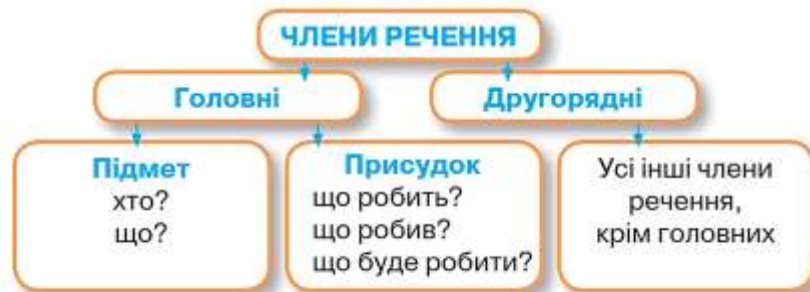 ЧЛЕНИ РЕЧЕННЯ
Головні
Другорядні
Підмет
хто?
що?
Присудок
що робить?
що робив?
що буде робити?
Усі інші члени
речення,
крім головних